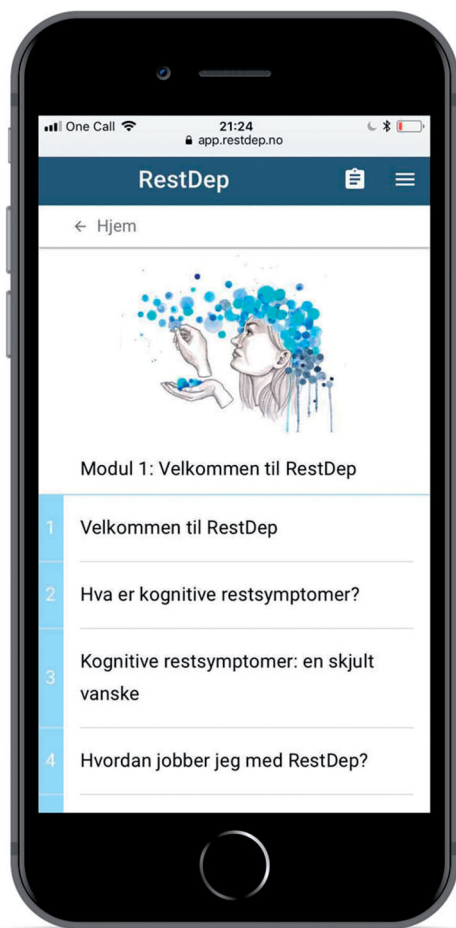 One Call
21:24
app.restdep.no
RestDep
← Hjem
Modul 1: Velkommen til RestDep
1 Velkommen til RestDep
2 Hva er kognitive restsymptomer?
3 Kognitive restsymptomer: en skjult
vanske
4 Hvordan jobber jeg med RestDep?